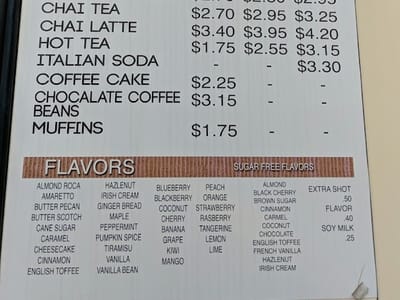 CHAI TEA $2.70 $2.95 $3.25
CHAI LATTE $3.40 $3.95 $4.20
HOT TEA $1.75 $2.55 $3.15
ITALIAN SODA - - $3.30
COFFEE CAKE $2.25 - -
CHOCALATE COFFEE BEANS $3.15 - -
MUFFINS $1.75 - -
FLAVORS
ALMOND ROCA
AMARETTO
BUTTER PECAN
BUTTER SCOTCH
CANE SUGAR
CARAMEL
CHEESECAKE
CINNAMON
ENGLISH TOFFEE
HAZLENUT
IRISH CREAM
GINGER BREAD
MAPLE
PEPPERMINT
PUMPKIN SPICE
TIRAMISU
VANILLA
VANILLA BEAN
BLUEBERRY
BLACKBERRY
COCONUT
CHERRY
BANANA
GRAPE
KIWI
MANGO
PEACH
ORANGE
STRAWBERRY
RASBERRY
TANGERINE
LEMON
LIME
SUGAR FREE FLAVORS
ALMOND
BLACK CHERRY
BROWN SUGAR
CINNAMON
CARMEL
COCONUT
CHOCOLATE
ENGLISH TOFFEE
FRENCH VANILLA
HAZLENUT
IRISH CREAM
EXTRA SHOT
.50
FLAVOR
.40
SOY MILK
.25